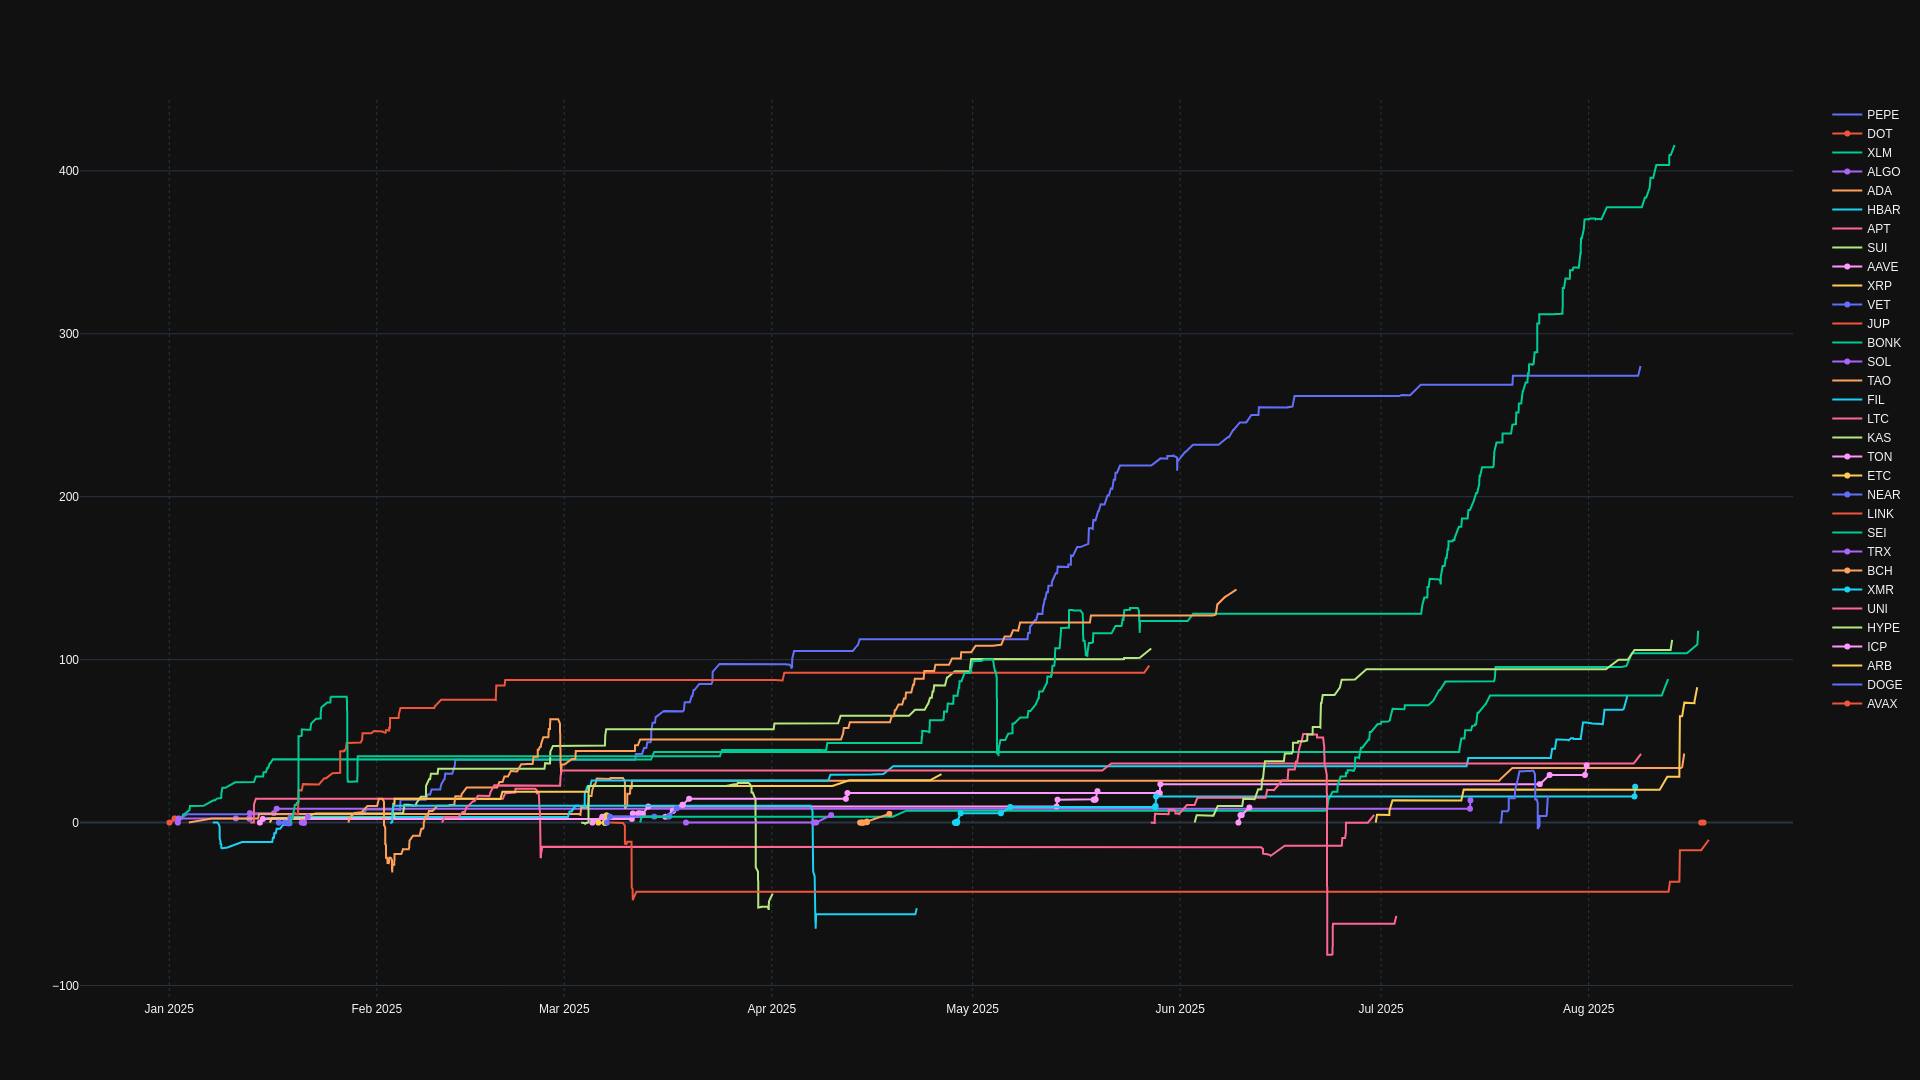 400
300
200
100
0
−100
Jan 2025
Feb 2025
Mar 2025
Apr 2025
May 2025
Jun 2025
Jul 2025
Aug 2025
PEPE
DOT
XLM
ALGO
ADA
HBAR
APT
SUI
AAVE
XRP
VET
JUP
BONK
SOL
TAO
FIL
LTC
KAS
TON
ETC
NEAR
LINK
SEI
TRX
BCH
XMR
UNI
HYPE
ICP
ARB
DOGE
AVAX